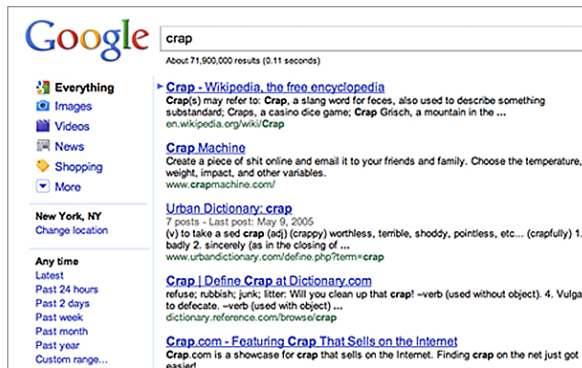 Google
crap
About 71,900,000 results (0.11 seconds)
Everything
Images
Videos
News
Shopping
More
New York, NY
Change location
Any time
Latest
Past 24 hours
Past 2 days
Past week
Past month
Past year
Custom range...
Crap - Wikipedia, the free encyclopedia
Crap(s) may refer to: Crap, a slang word for feces, also used to describe something
substandard; Craps, a casino dice game; Crap Grisch, a mountain in the ...
en.wikipedia.org/wiki/Crap
Crap Machine
Create a piece of shit online and email it to your friends and family. Choose the temperature,
weight, impact, and other variables.
www.crapmachine.com/
Urban Dictionary: crap
7 posts - Last post: May 9, 2005
(v) to take a sed crap (adj) (crappy) worthless, terrible, shoddy, pointless, etc... (crapfully) 1.
badly 2. sincerely (as in the closing of ...
www.urbandictionary.com/define.php?term=crap
Crap | Define Crap at Dictionary.com
refuse; rubbish; junk; litter: Will you clean up that crap! –verb (used without object). 4. Vulga
to defecate. –verb (used with object) ...
dictionary.reference.com/browse/crap
Crap.com - Featuring Crap That Sells on the Internet
Crap.com is a showcase for crap that sells on the Internet. Finding crap on the net just got
easier!